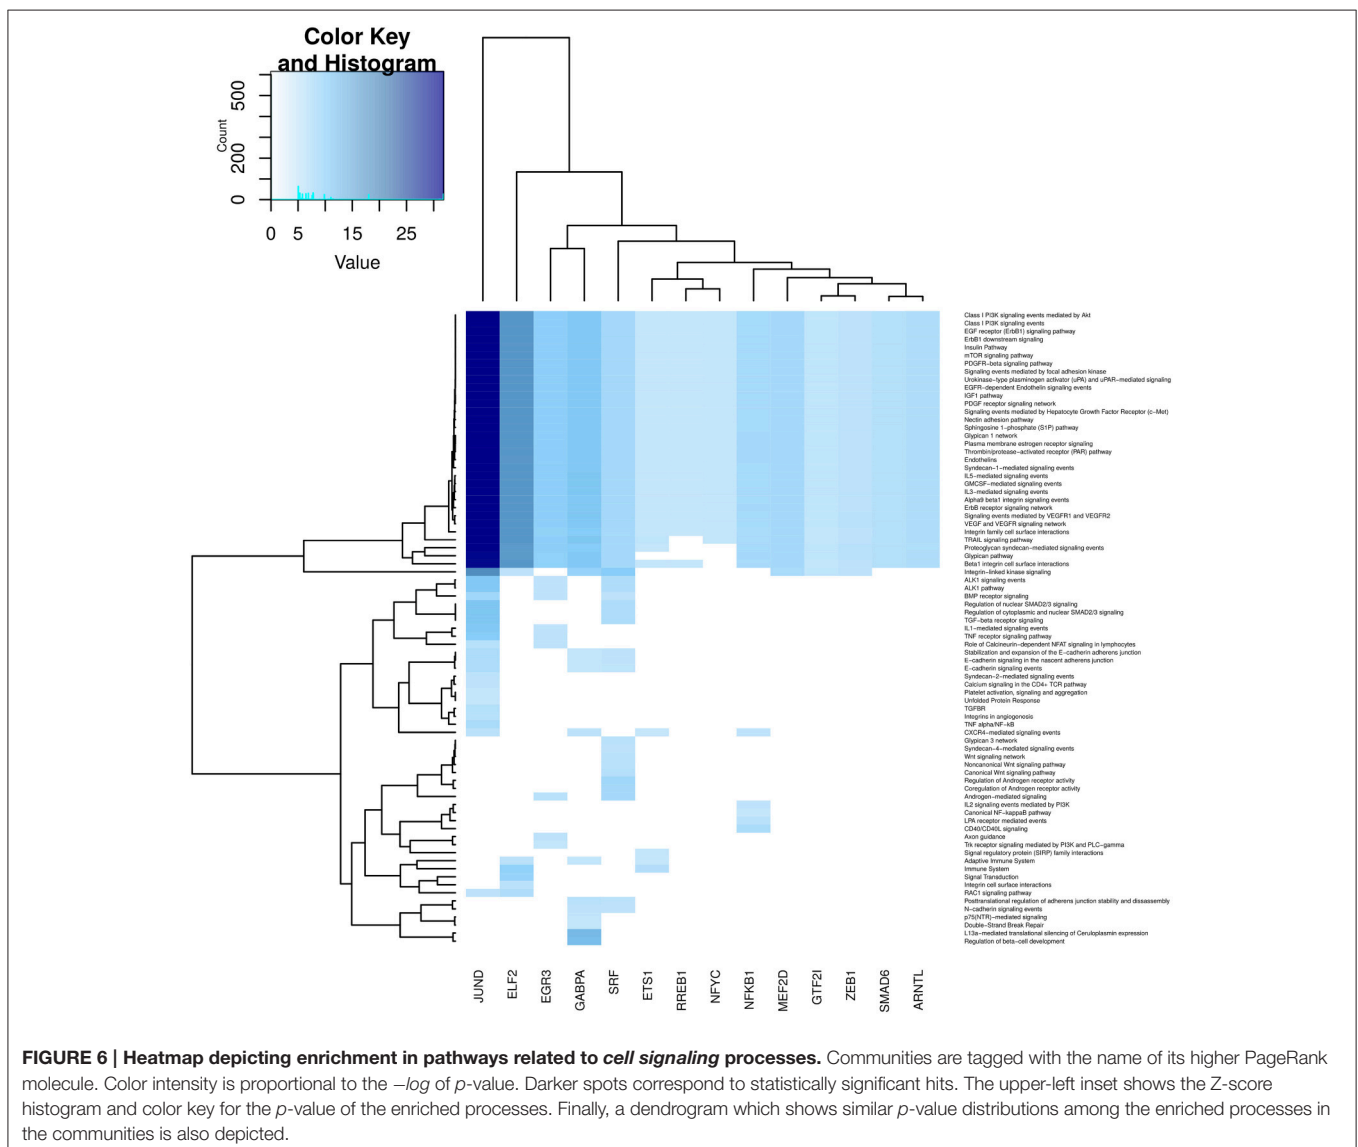 Color Key
and Histogram
Count
0 200 500
0 5 15 25
Value
Class I PI3K signaling events mediated by Akt
Class I PI3K signaling events
EGF receptor (ErbB1) signaling pathway
ErbB1 downstream signaling
Insulin Pathway
mTOR signaling pathway
PDGFR−beta signaling pathway
Signaling events mediated by focal adhesion kinase
Urokinase−type plasminogen activator (uPA) and uPAR−mediated signaling
EGFR−dependent Endothelin signaling events
IGF1 pathway
PDGF receptor signaling network
Signaling events mediated by Hepatocyte Growth Factor Receptor (c−Met)
Nectin adhesion pathway
Sphingosine 1−phosphate (S1P) pathway
Glypican 1 network
Plasma membrane estrogen receptor signaling
Thrombin/protease−activated receptor (PAR) pathway
Endothelins
Syndecan−1−mediated signaling events
IL5−mediated signaling events
GMCSF−mediated signaling events
IL3−mediated signaling events
Alpha9 beta1 integrin signaling events
ErbB receptor signaling network
Signaling events mediated by VEGFR1 and VEGFR2
VEGF and VEGFR signaling network
Integrin family cell surface interactions
TRAIL signaling pathway
Proteoglycan syndecan−mediated signaling events
Glypican pathway
Beta1 integrin cell surface interactions
Integrin−linked kinase signaling
ALK1 signaling events
ALK1 pathway
BMP receptor signaling
Regulation of nuclear SMAD2/3 signaling
Regulation of cytoplasmic and nuclear SMAD2/3 signaling
TGF−beta receptor signaling
IL1−mediated signaling events
TNF receptor signaling pathway
Role of Calcineurin−dependent NFAT signaling in lymphocytes
Stabilization and expansion of the E−cadherin adherens junction
E−cadherin signaling in the nascent adherens junction
E−cadherin signaling events
Syndecan−2−mediated signaling events
Calcium signaling in the CD4+ TCR pathway
Platelet activation, signaling and aggregation
Unfolded Protein Response
TGFBR
Integrins in angiogenesis
TNF alpha/NF−kB
CXCR4−mediated signaling events
Glypican 3 network
Syndecan−4−mediated signaling events
Wnt signaling network
Noncanonical Wnt signaling pathway
Canonical Wnt signaling pathway
Regulation of Androgen receptor activity
Coregulation of Androgen receptor activity
Androgen−mediated signaling
IL2 signaling events mediated by PI3K
Canonical NF−kappaB pathway
LPA receptor mediated events
CD40/CD40L signaling
Axon guidance
Trk receptor signaling mediated by PI3K and PLC−gamma
Signal regulatory protein (SIRP) family interactions
Adaptive Immune System
Immune System
Signal Transduction
Integrin cell surface interactions
RAC1 signaling pathway
Posttranslational regulation of adherens junction stability and dissassembly
N−cadherin signaling events
p75(NTR)−mediated signaling
Double−Strand Break Repair
L13a−mediated translational silencing of Ceruloplasmin expression
Regulation of beta−cell development
JUND ELF2 EGR3 GABPA SRF ETS1 RREB1 NFYC NFKB1 MEF2D GTF2I ZEB1 SMAD6 ARNTL
FIGURE 6 | Heatmap depicting enrichment in pathways related to cell signaling processes. Communities are tagged with the name of its higher PageRank
molecule. Color intensity is proportional to the −log of p-value. Darker spots correspond to statistically significant hits. The upper-left inset shows the Z-score
histogram and color key for the p-value of the enriched processes. Finally, a dendrogram which shows similar p-value distributions among the enriched processes in
the communities is also depicted.